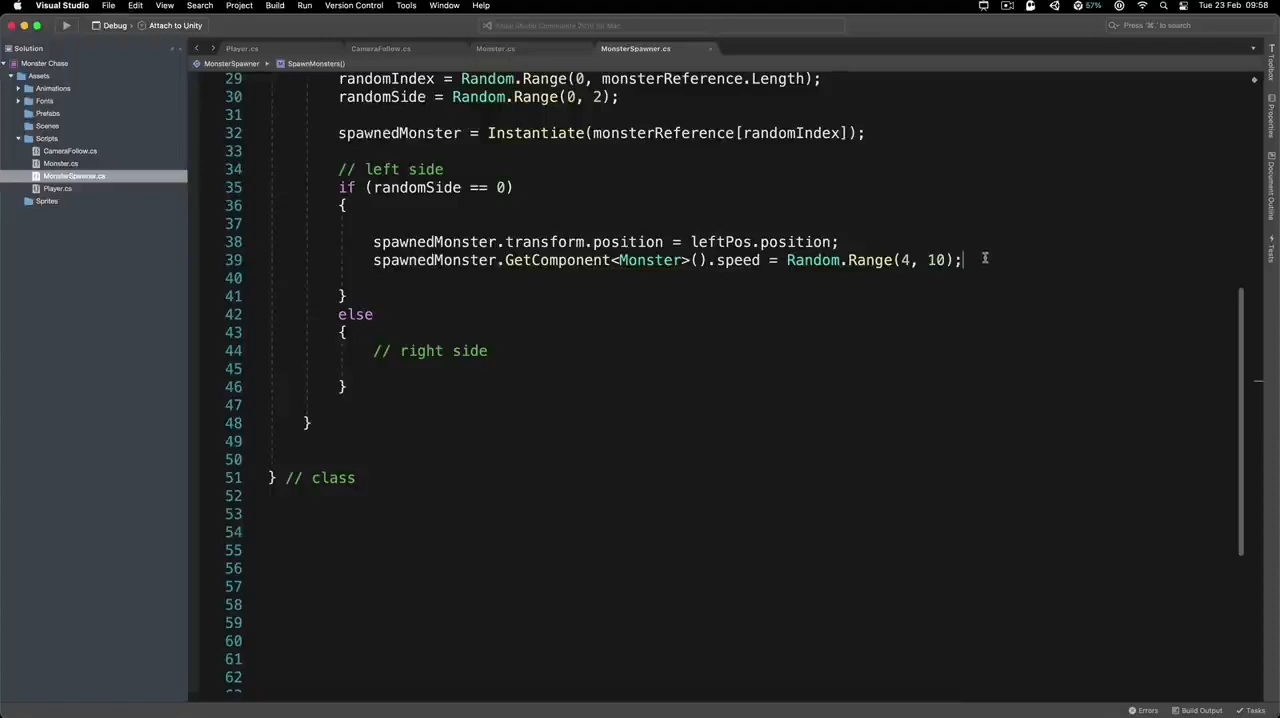 Visual Studio File Edit View Search Project Build Run Version Control Tools Window Help 57% Tue 23 Feb 09:58
Debug › Attach to Unity Press '⌘.' to search
Solution Player.cs CameraFollow.cs Monster.cs MonsterSpawner.cs
Monster Chase MonsterSpawner SpawnMonsters()
Assets
Animations
Fonts
Prefabs
Scenes
Scripts
CameraFollow.cs
Monster.cs
MonsterSpawner.cs
Player.cs
Sprites
29 randomIndex = Random.Range(0, monsterReference.Length);
30 randomSide = Random.Range(0, 2);
31
32 spawnedMonster = Instantiate(monsterReference[randomIndex]);
33
34 // left side
35 if (randomSide == 0)
36 {
37
38 spawnedMonster.transform.position = leftPos.position;
39 spawnedMonster.GetComponent<Monster>().speed = Random.Range(4, 10);
40
41 }
42 else
43 {
44 // right side
45
46 }
47
48 }
49
50
51 } // class
52
53
54
55
56
57
58
59
60
61
62
Toolbox
Properties
Document Outline
Tests
Errors Build Output Tasks